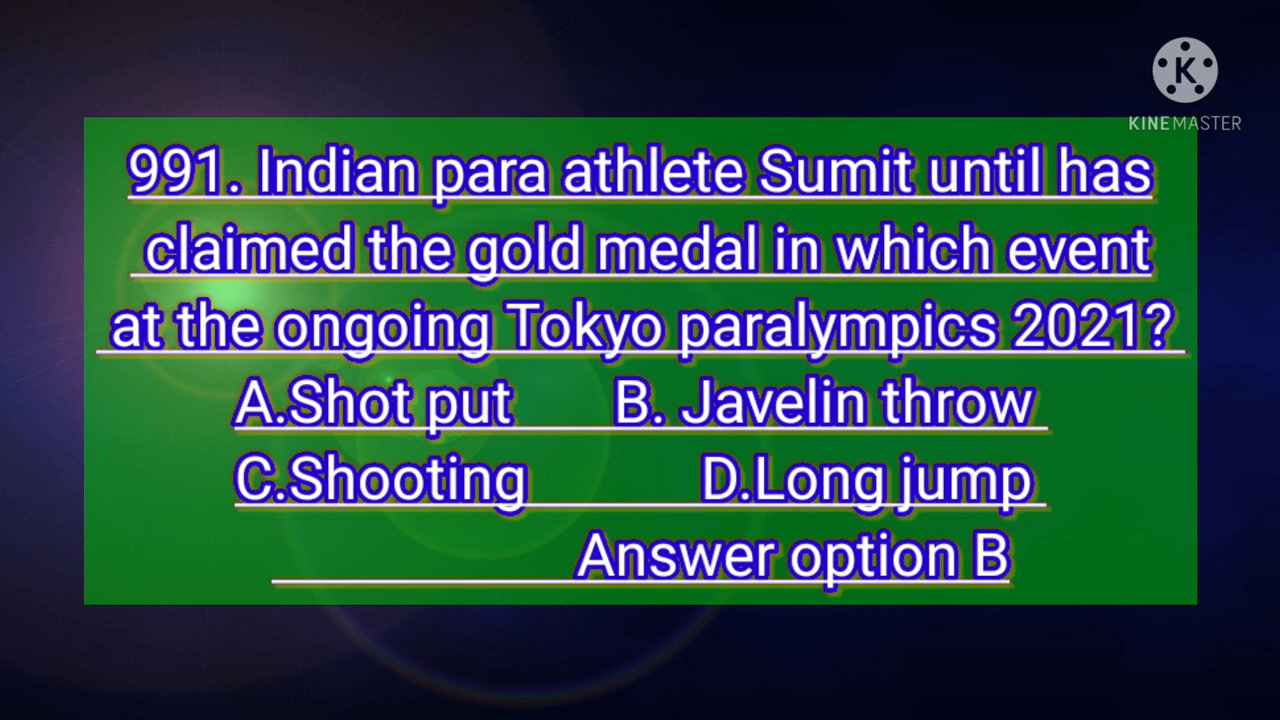 K
KINEMASTER
991. Indian para athlete Sumit until has
claimed the gold medal in which event
at the ongoing Tokyo paralympics 2021?
A.Shot put B. Javelin throw
C.Shooting D.Long jump
Answer option B